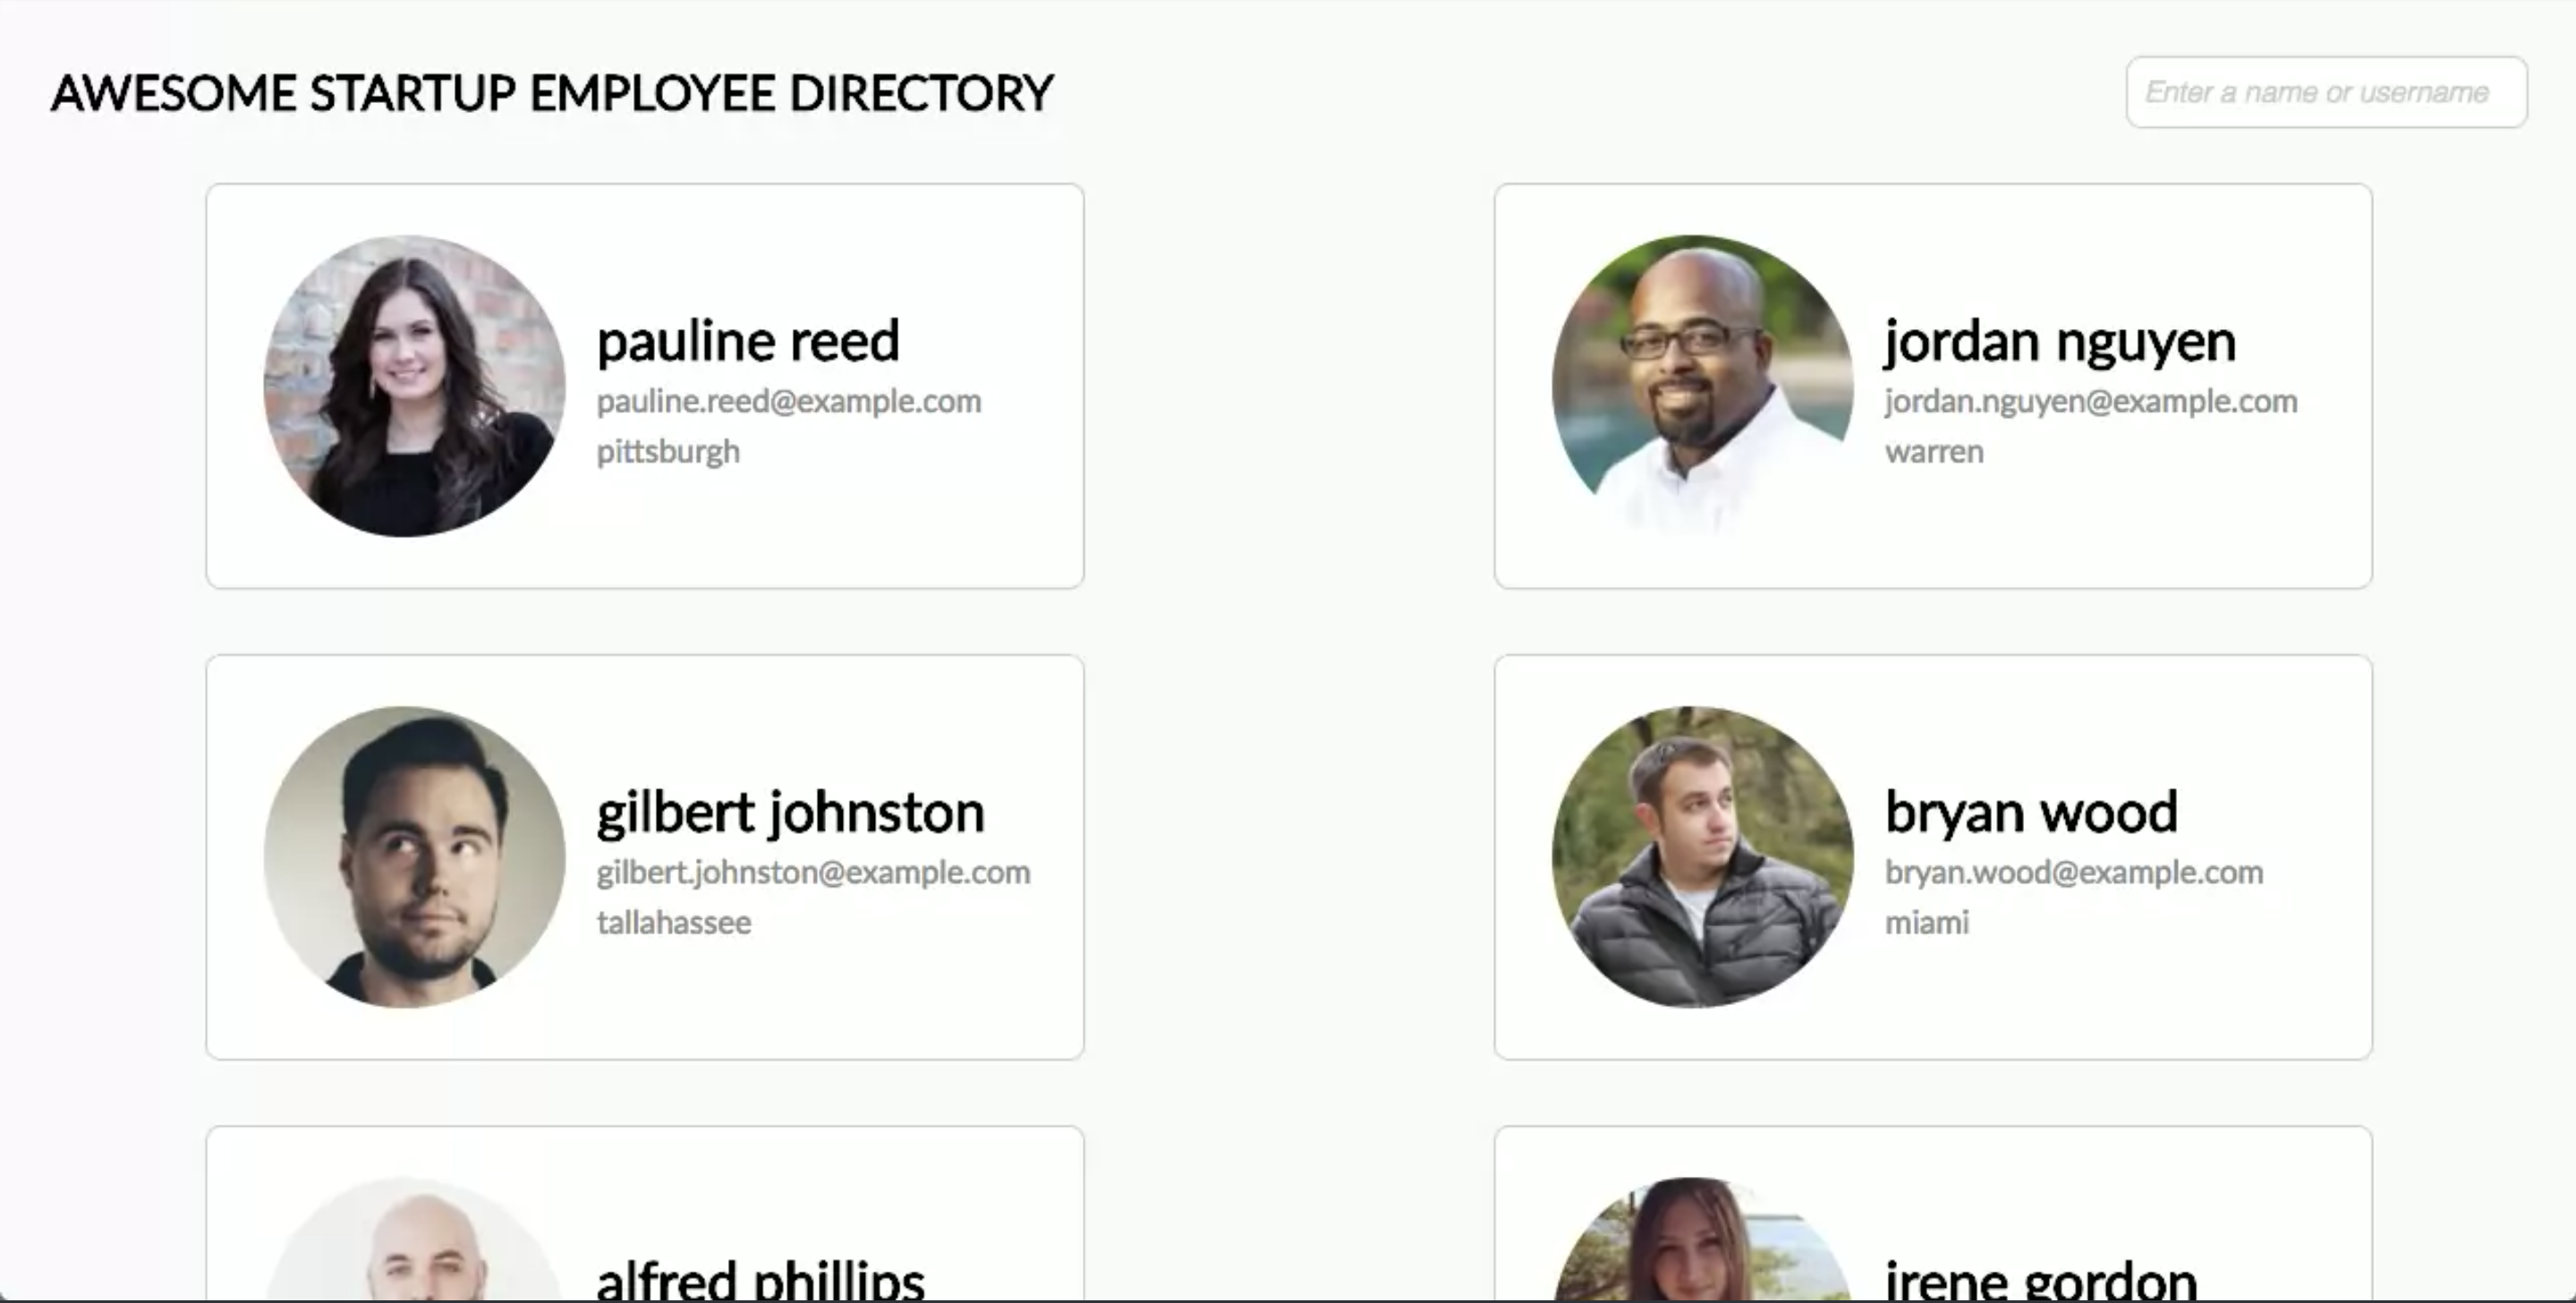 AWESOME STARTUP EMPLOYEE DIRECTORY
Enter a name or username
pauline reed
pauline.reed@example.com
pittsburgh
jordan nguyen
jordan.nguyen@example.com
warren
gilbert johnston
gilbert.johnston@example.com
tallahassee
bryan wood
bryan.wood@example.com
miami
alfred phillips
irene gordon